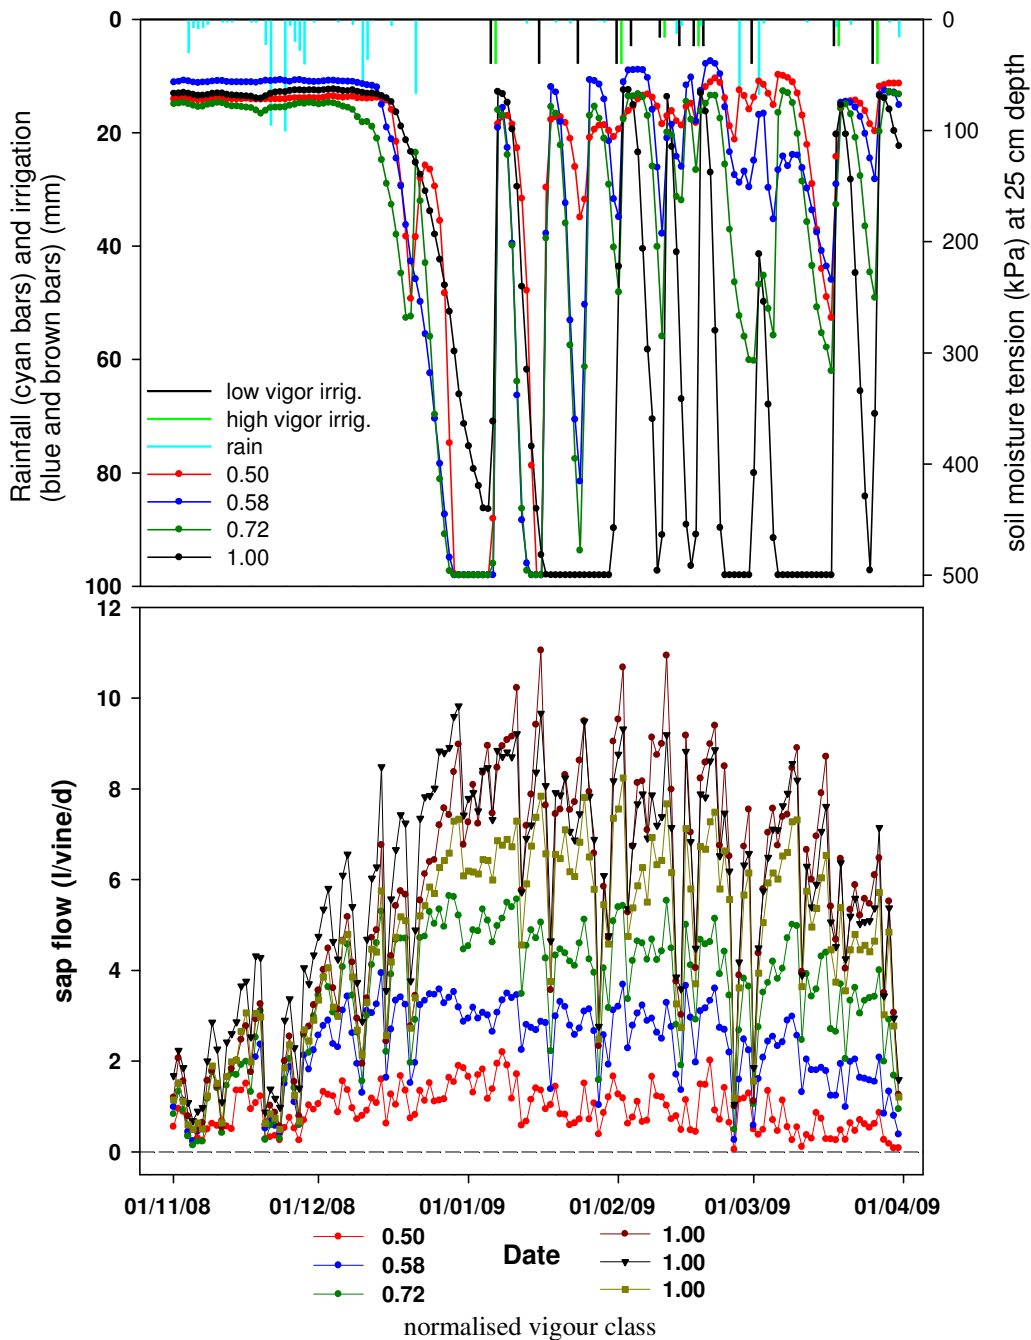 0
20
40
60
80
100
Rainfall (cyan bars) and irrigation
(blue and brown bars) (mm)
0
100
200
300
400
500
soil moisture tension (kPa) at 25 cm depth
low vigor irrig.
high vigor irrig.
rain
0.50
0.58
0.72
1.00
12
10
8
6
4
2
0
sap flow (l/vine/d)
01/11/08 01/12/08 01/01/09 01/02/09 01/03/09 01/04/09
Date
0.50
0.58
0.72
1.00
1.00
1.00
normalised vigour class